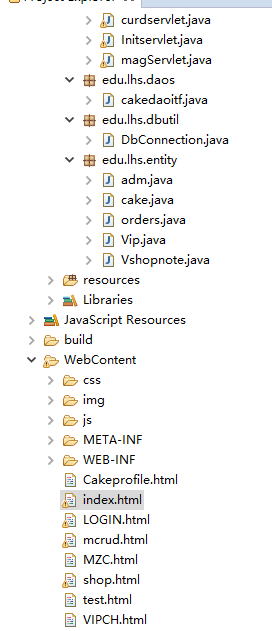 curdservlet.java
Initservlet.java
magServlet.java
edu.lhs.daos
cakedaoitf.java
edu.lhs.dbutil
DbConnection.java
edu.lhs.entity
adm.java
cake.java
orders.java
Vip.java
Vshopnote.java
resources
Libraries
JavaScript Resources
build
WebContent
css
img
js
META-INF
WEB-INF
Cakeprofile.html
index.html
LOGIN.html
mcrud.html
MZC.html
shop.html
test.html
VIPCH.html